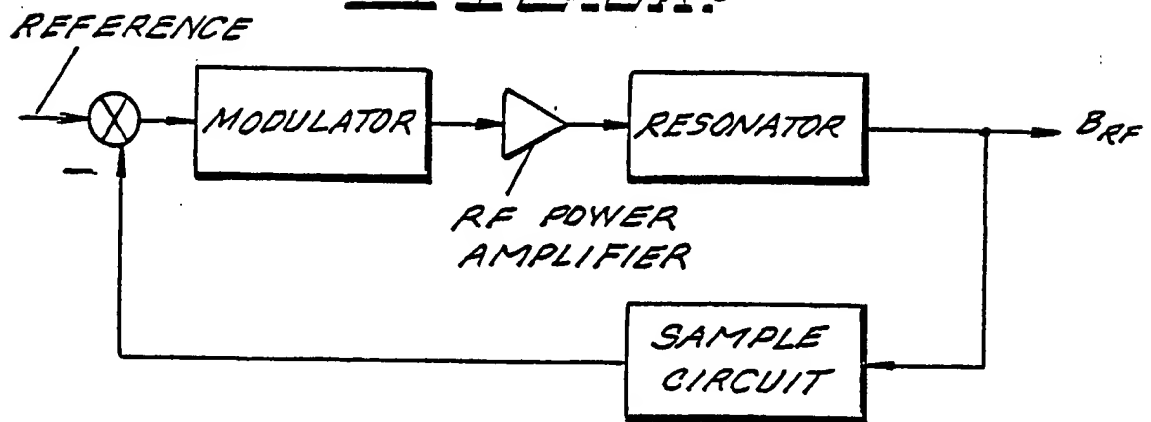 REFERENCE
MODULATOR
RESONATOR
B_RF
—
RF POWER
AMPLIFIER
SAMPLE
CIRCUIT